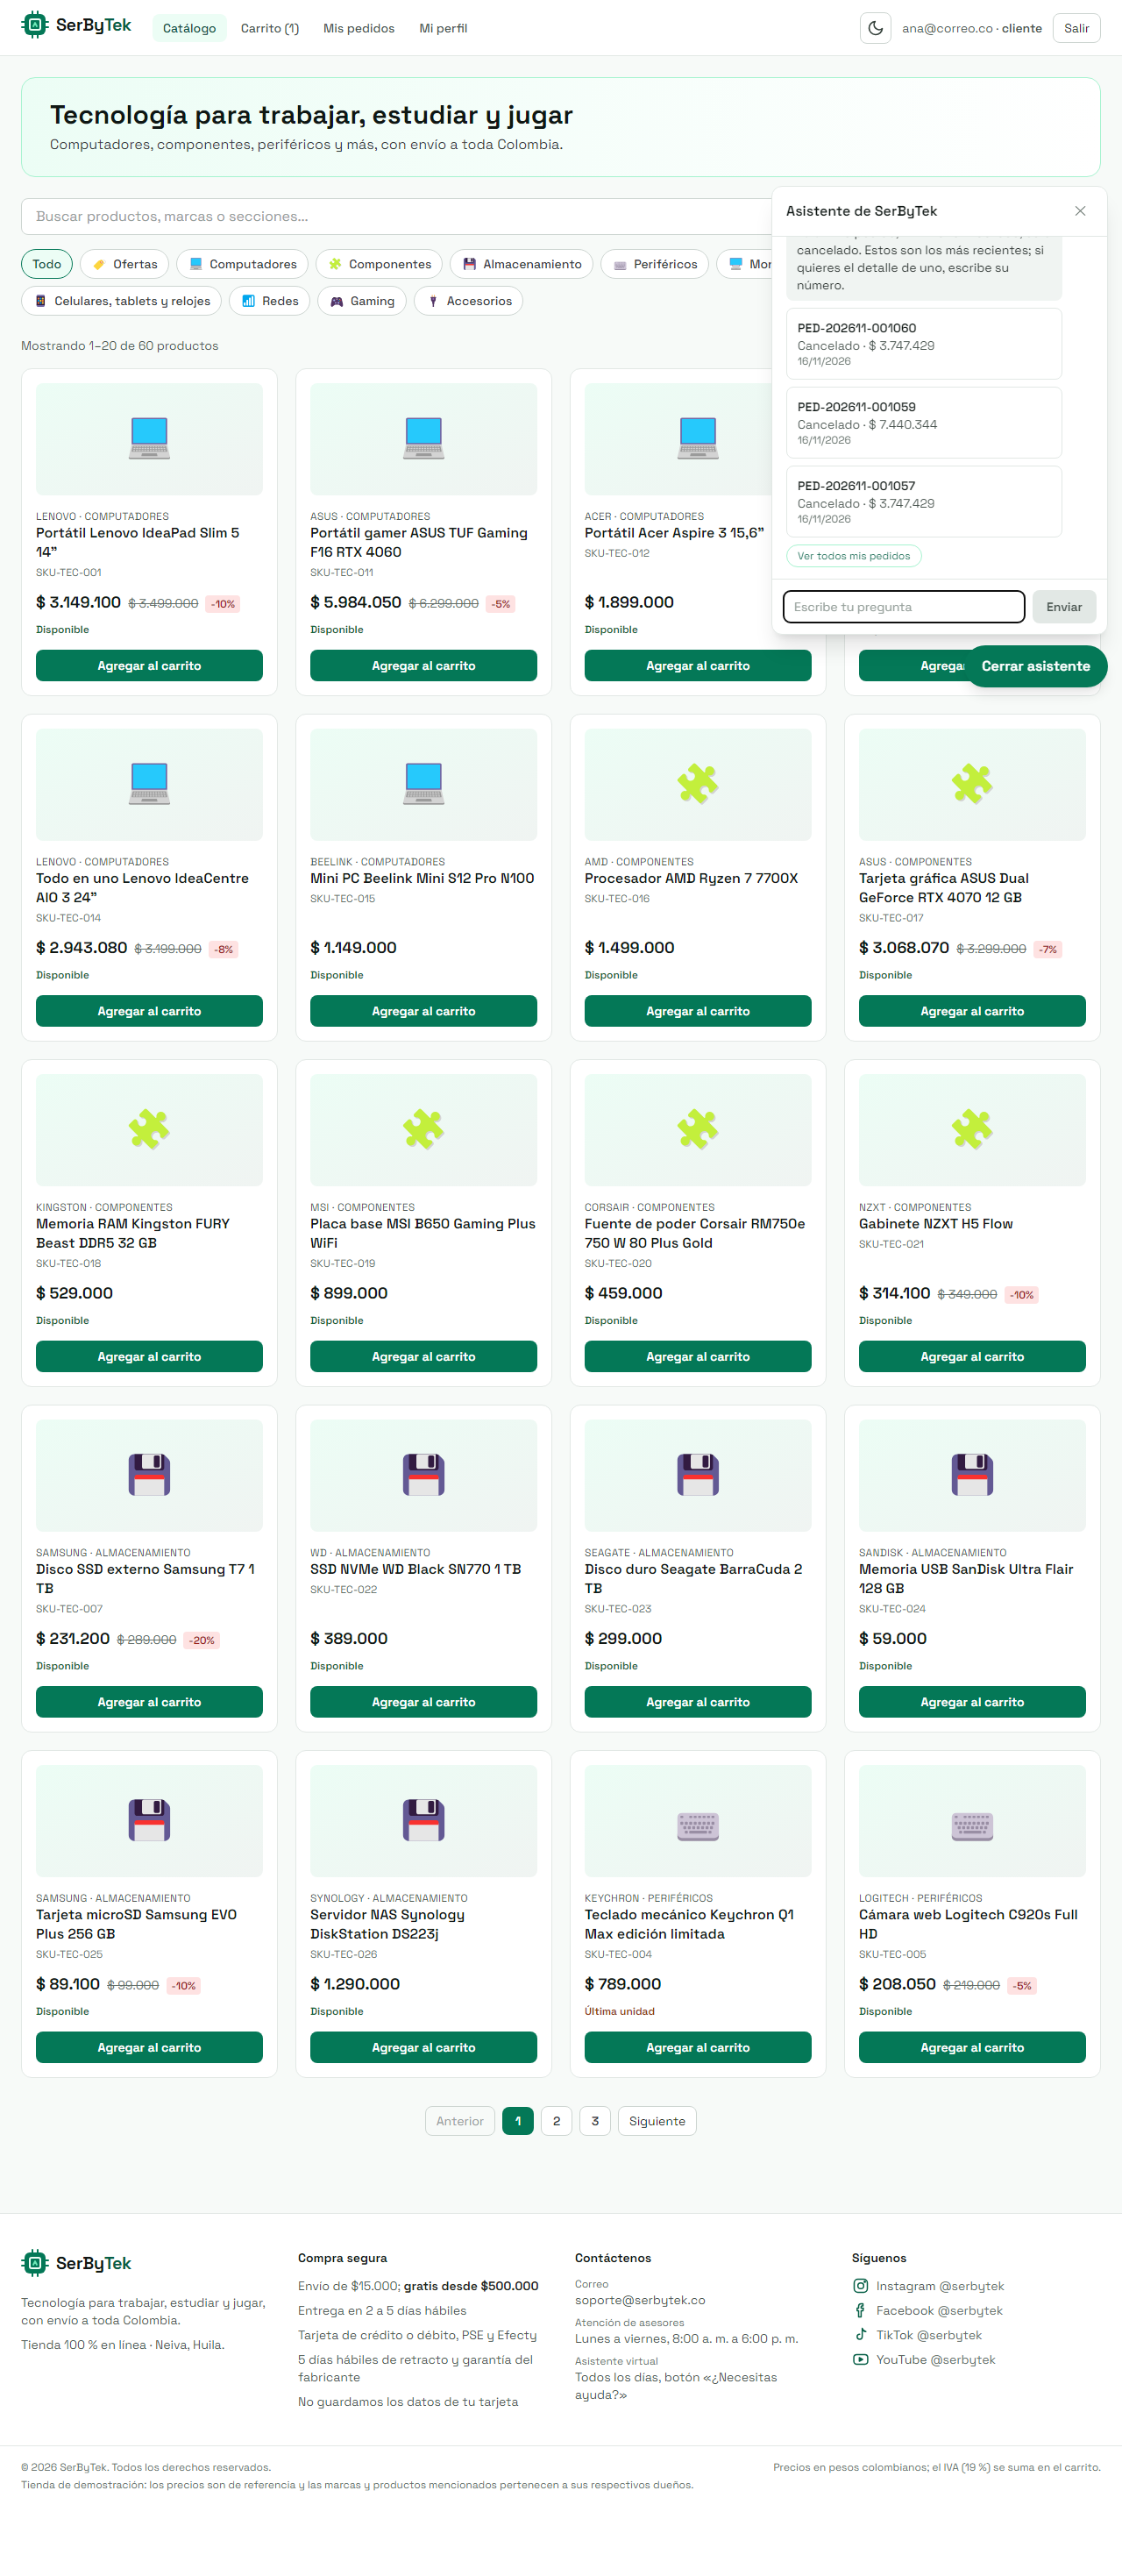 SerByTek
Catálogo
Carrito (1)
Mis pedidos
Mi perfil
ana@correo.co · cliente
Salir
Tecnología para trabajar, estudiar y jugar
Computadores, componentes, periféricos y más, con envío a toda Colombia.
Buscar productos, marcas o secciones...
Todo
Ofertas
Computadores
Componentes
Almacenamiento
Periféricos
Celulares, tablets y relojes
Redes
Gaming
Accesorios
Mostrando 1–20 de 60 productos
Asistente de SerByTek
cancelado. Estos son los más recientes; si
quieres el detalle de uno, escribe su
número.
PED-202611-001060
Cancelado · $ 3.747.429
16/11/2026
PED-202611-001059
Cancelado · $ 7.440.344
16/11/2026
PED-202611-001057
Cancelado · $ 3.747.429
16/11/2026
Ver todos mis pedidos
Escribe tu pregunta
Enviar
Cerrar asistente
LENOVO · COMPUTADORES
Portátil Lenovo IdeaPad Slim 5
14”
SKU-TEC-001
$ 3.149.100 $ 3.499.000 -10%
Disponible
Agregar al carrito
ASUS · COMPUTADORES
Portátil gamer ASUS TUF Gaming
F16 RTX 4060
SKU-TEC-011
$ 5.984.050 $ 6.299.000 -5%
Disponible
Agregar al carrito
ACER · COMPUTADORES
Portátil Acer Aspire 3 15,6”
SKU-TEC-012
$ 1.899.000
Disponible
Agregar al carrito
LENOVO · COMPUTADORES
Todo en uno Lenovo IdeaCentre
AIO 3 24”
SKU-TEC-014
$ 2.943.080 $ 3.199.000 -8%
Disponible
Agregar al carrito
BEELINK · COMPUTADORES
Mini PC Beelink Mini S12 Pro N100
SKU-TEC-015
$ 1.149.000
Disponible
Agregar al carrito
AMD · COMPONENTES
Procesador AMD Ryzen 7 7700X
SKU-TEC-016
$ 1.499.000
Disponible
Agregar al carrito
ASUS · COMPONENTES
Tarjeta gráfica ASUS Dual
GeForce RTX 4070 12 GB
SKU-TEC-017
$ 3.068.070 $ 3.299.000 -7%
Disponible
Agregar al carrito
KINGSTON · COMPONENTES
Memoria RAM Kingston FURY
Beast DDR5 32 GB
SKU-TEC-018
$ 529.000
Disponible
Agregar al carrito
MSI · COMPONENTES
Placa base MSI B650 Gaming Plus
WiFi
SKU-TEC-019
$ 899.000
Disponible
Agregar al carrito
CORSAIR · COMPONENTES
Fuente de poder Corsair RM750e
750 W 80 Plus Gold
SKU-TEC-020
$ 459.000
Disponible
Agregar al carrito
NZXT · COMPONENTES
Gabinete NZXT H5 Flow
SKU-TEC-021
$ 314.100 $ 349.000 -10%
Disponible
Agregar al carrito
SAMSUNG · ALMACENAMIENTO
Disco SSD externo Samsung T7 1
TB
SKU-TEC-007
$ 231.200 $ 289.000 -20%
Disponible
Agregar al carrito
WD · ALMACENAMIENTO
SSD NVMe WD Black SN770 1 TB
SKU-TEC-022
$ 389.000
Disponible
Agregar al carrito
SEAGATE · ALMACENAMIENTO
Disco duro Seagate BarraCuda 2
TB
SKU-TEC-023
$ 299.000
Disponible
Agregar al carrito
SANDISK · ALMACENAMIENTO
Memoria USB SanDisk Ultra Flair
128 GB
SKU-TEC-024
$ 59.000
Disponible
Agregar al carrito
SAMSUNG · ALMACENAMIENTO
Tarjeta microSD Samsung EVO
Plus 256 GB
SKU-TEC-025
$ 89.100 $ 99.000 -10%
Disponible
Agregar al carrito
SYNOLOGY · ALMACENAMIENTO
Servidor NAS Synology
DiskStation DS223j
SKU-TEC-026
$ 1.290.000
Disponible
Agregar al carrito
KEYCHRON · PERIFÉRICOS
Teclado mecánico Keychron Q1
Max edición limitada
SKU-TEC-004
$ 789.000
Última unidad
Agregar al carrito
LOGITECH · PERIFÉRICOS
Cámara web Logitech C920s Full
HD
SKU-TEC-005
$ 208.050 $ 219.000 -5%
Disponible
Agregar al carrito
Anterior
1
2
3
Siguiente
SerByTek
Tecnología para trabajar, estudiar y jugar,
con envío a toda Colombia.
Tienda 100 % en línea · Neiva, Huila.
Compra segura
Envío de $15.000; gratis desde $500.000
Entrega en 2 a 5 días hábiles
Tarjeta de crédito o débito, PSE y Efecty
5 días hábiles de retracto y garantía del
fabricante
No guardamos los datos de tu tarjeta
Contáctenos
Correo
soporte@serbytek.co
Atención de asesores
Lunes a viernes, 8:00 a. m. a 6:00 p. m.
Asistente virtual
Todos los días, botón «¿Necesitas
ayuda?»
Síguenos
Instagram @serbytek
Facebook @serbytek
TikTok @serbytek
YouTube @serbytek
© 2026 SerByTek. Todos los derechos reservados.
Precios en pesos colombianos; el IVA (19 %) se suma en el carrito.
Tienda de demostración: los precios son de referencia y las marcas y productos mencionados pertenecen a sus respectivos dueños.